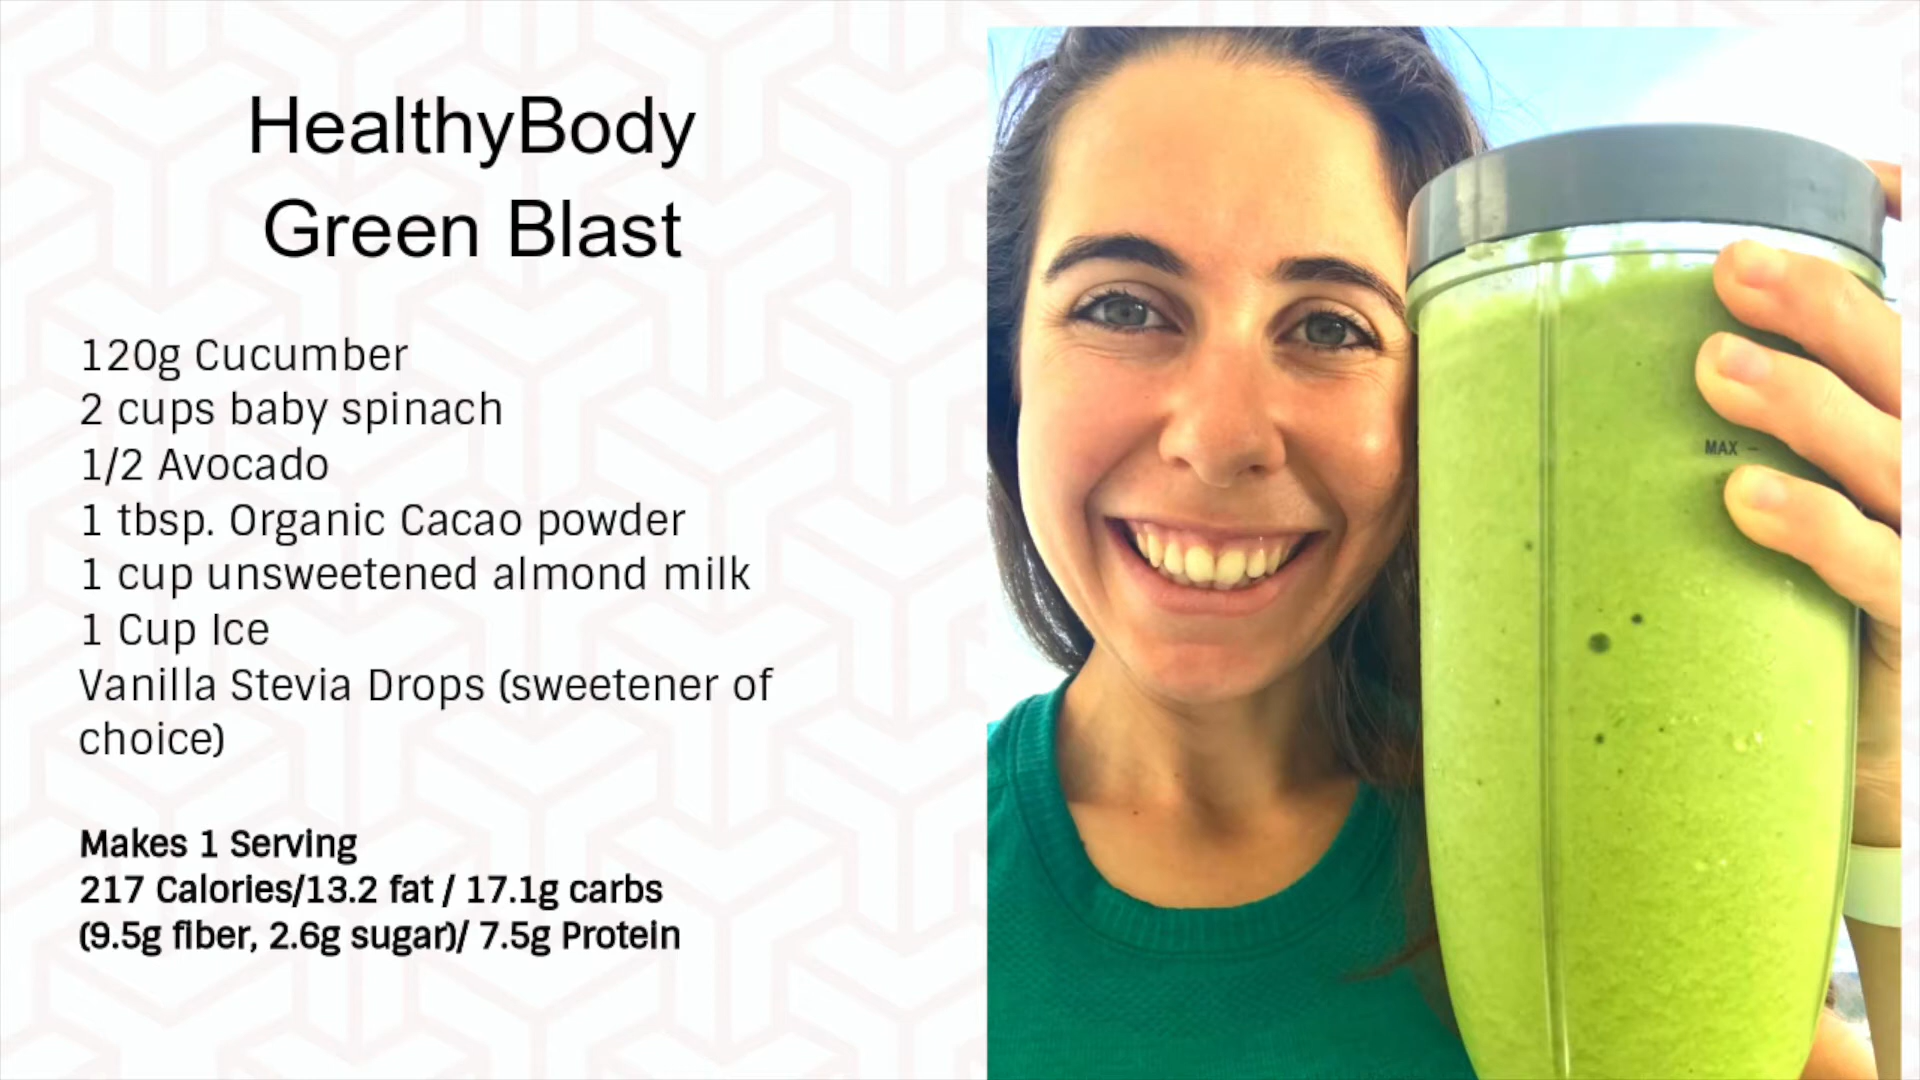 HealthyBody
Green Blast
120g Cucumber
2 cups baby spinach
1/2 Avocado
1 tbsp. Organic Cacao powder
1 cup unsweetened almond milk
1 Cup Ice
Vanilla Stevia Drops (sweetener of
choice)
Makes 1 Serving
217 Calories/13.2 fat / 17.1g carbs
(9.5g fiber, 2.6g sugar)/ 7.5g Protein
MAX –